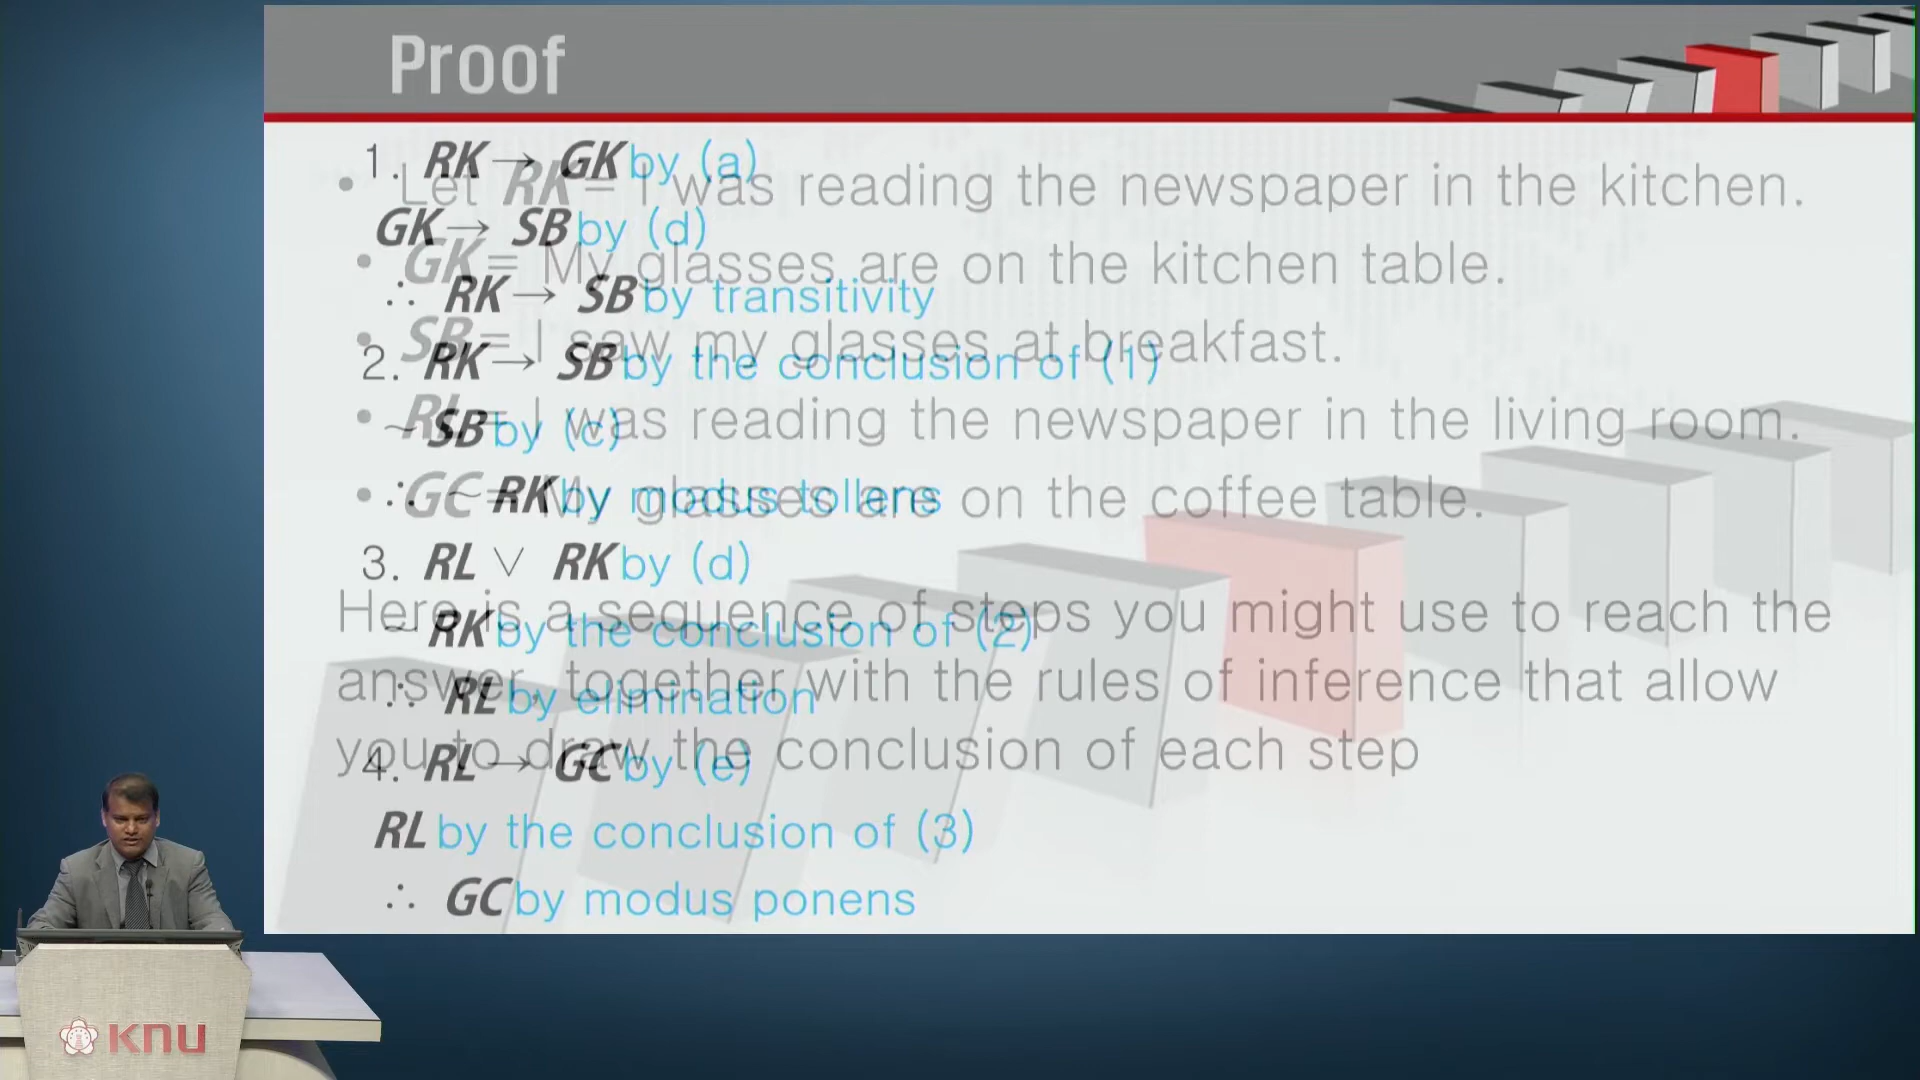 Proof
1. RK → GK by (a)
GK → SB by (d)
∴ RK → SB by transitivity
2. RK → SB by the conclusion of (1)
~ SB by (c)
∴ ~ RK by modus tollens
3. RL ∨ RK by (d)
~ RK by the conclusion of (2)
∴ RL by elimination
4. RL → GC by (e)
RL by the conclusion of (3)
∴ GC by modus ponens
• Let RK = I was reading the newspaper in the kitchen.
• GK = My glasses are on the kitchen table.
• SB = I saw my glasses at breakfast.
• RL = I was reading the newspaper in the living room.
• GC = My glasses are on the coffee table.
Here is a sequence of steps you might use to reach the
answer, together with the rules of inference that allow
you to draw the conclusion of each step
knu